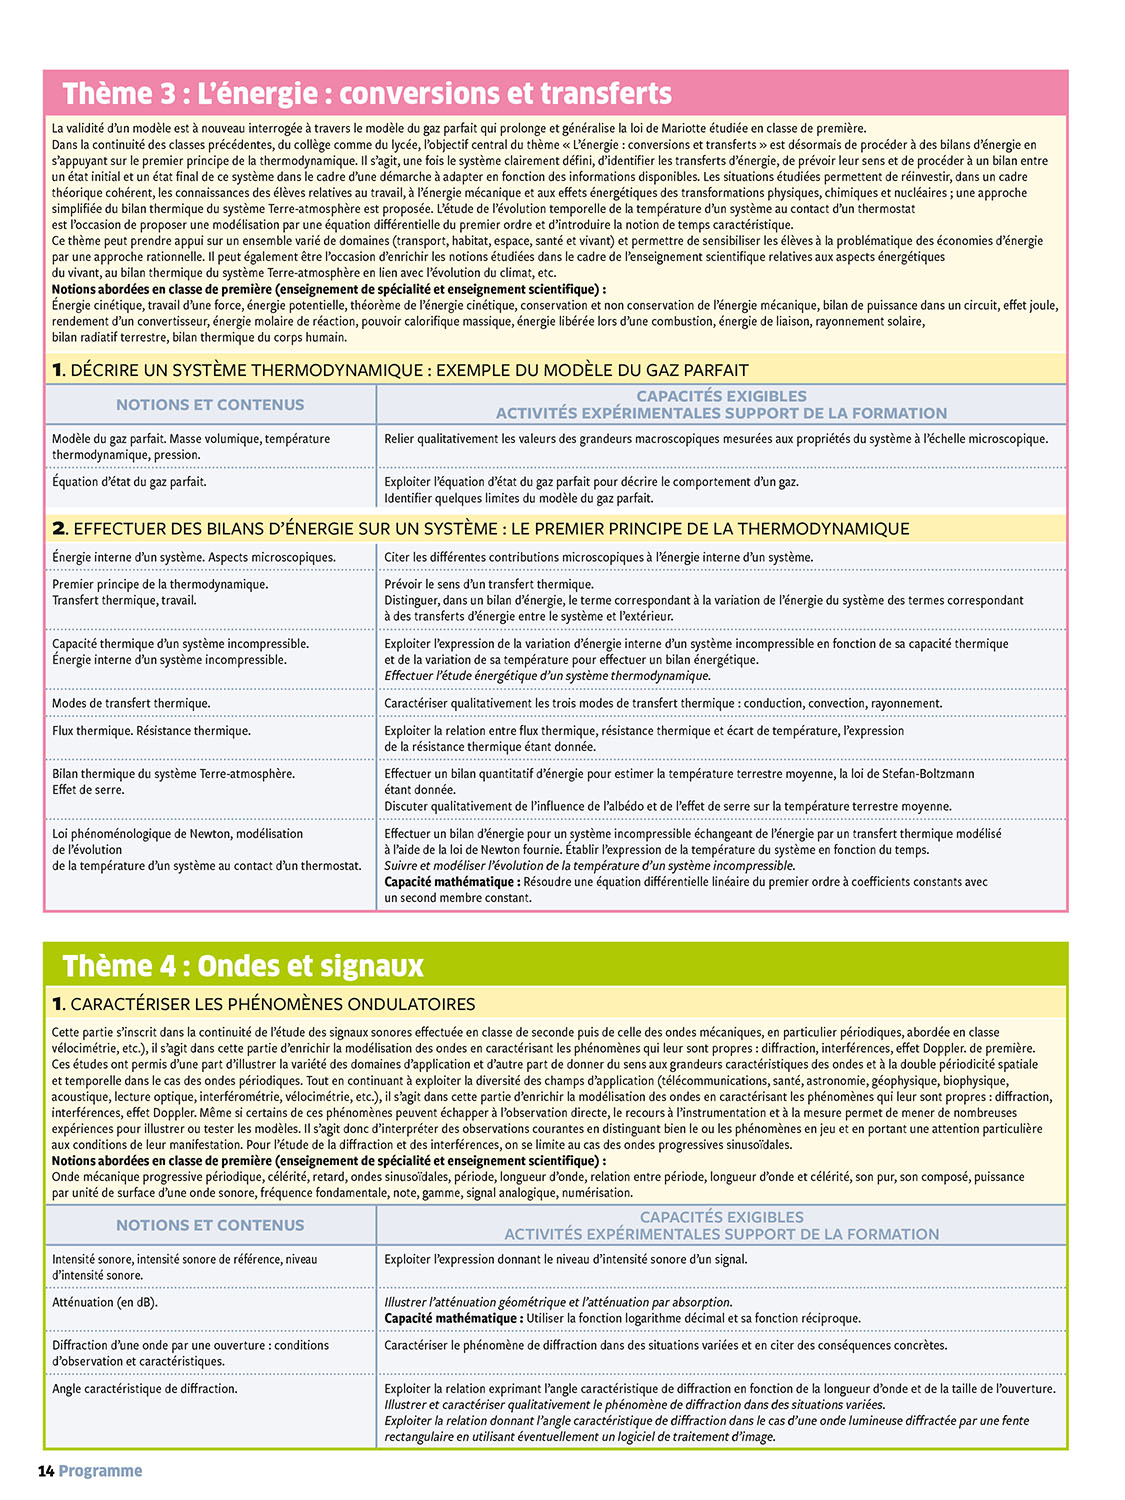 Thème 3 : L'énergie : conversions et transferts
La validité d'un modèle est à nouveau interrogée à travers le modèle du gaz parfait qui prolonge et généralise la loi de Mariotte étudiée en classe de première.
Dans la continuité des classes précédentes, du collège comme du lycée, l'objectif central du thème « L'énergie : conversions et transferts » est désormais de procéder à des bilans d'énergie en
s'appuyant sur le premier principe de la thermodynamique. Il s'agit, une fois le système clairement défini, d'identifier les transferts d'énergie, de prévoir leur sens et de procéder à un bilan entre
un état initial et un état final de ce système dans le cadre d'une démarche à adapter en fonction des informations disponibles. Les situations étudiées permettent de réinvestir, dans un cadre
théorique cohérent, les connaissances des élèves relatives au travail, à l'énergie mécanique et aux effets énergétiques des transformations physiques, chimiques et nucléaires ; une approche
simplifiée du bilan thermique du système Terre-atmosphère est proposée. L'étude de l'évolution temporelle de la température d'un système au contact d'un thermostat
est l'occasion de proposer une modélisation par une équation différentielle du premier ordre et d'introduire la notion de temps caractéristique.
Ce thème peut prendre appui sur un ensemble varié de domaines (transport, habitat, espace, santé et vivant) et permettre de sensibiliser les élèves à la problématique des économies d'énergie
par une approche rationnelle. Il peut également être l'occasion d'enrichir les notions étudiées dans le cadre de l'enseignement scientifique relatives aux aspects énergétiques
du vivant, au bilan thermique du système Terre-atmosphère en lien avec l'évolution du climat, etc.
Notions abordées en classe de première (enseignement de spécialité et enseignement scientifique) :
Énergie cinétique, travail d'une force, énergie potentielle, théorème de l'énergie cinétique, conservation et non conservation de l'énergie mécanique, bilan de puissance dans un circuit, effet joule,
rendement d'un convertisseur, énergie molaire de réaction, pouvoir calorifique massique, énergie libérée lors d'une combustion, énergie de liaison, rayonnement solaire,
bilan radiatif terrestre, bilan thermique du corps humain.
1. DÉCRIRE UN SYSTÈME THERMODYNAMIQUE : EXEMPLE DU MODÈLE DU GAZ PARFAIT
NOTIONS ET CONTENUS
CAPACITÉS EXIGIBLES
ACTIVITÉS EXPÉRIMENTALES SUPPORT DE LA FORMATION
Modèle du gaz parfait. Masse volumique, température
thermodynamique, pression.
Relier qualitativement les valeurs des grandeurs macroscopiques mesurées aux propriétés du système à l'échelle microscopique.
Équation d'état du gaz parfait.
Exploiter l'équation d'état du gaz parfait pour décrire le comportement d'un gaz.
Identifier quelques limites du modèle du gaz parfait.
2. EFFECTUER DES BILANS D'ÉNERGIE SUR UN SYSTÈME : LE PREMIER PRINCIPE DE LA THERMODYNAMIQUE
Énergie interne d'un système. Aspects microscopiques.
Citer les différentes contributions microscopiques à l'énergie interne d'un système.
Premier principe de la thermodynamique.
Transfert thermique, travail.
Prévoir le sens d'un transfert thermique.
Distinguer, dans un bilan d'énergie, le terme correspondant à la variation de l'énergie du système des termes correspondant
à des transferts d'énergie entre le système et l'extérieur.
Capacité thermique d'un système incompressible.
Énergie interne d'un système incompressible.
Exploiter l'expression de la variation d'énergie interne d'un système incompressible en fonction de sa capacité thermique
et de la variation de sa température pour effectuer un bilan énergétique.
Effectuer l'étude énergétique d'un système thermodynamique.
Modes de transfert thermique.
Caractériser qualitativement les trois modes de transfert thermique : conduction, convection, rayonnement.
Flux thermique. Résistance thermique.
Exploiter la relation entre flux thermique, résistance thermique et écart de température, l'expression
de la résistance thermique étant donnée.
Bilan thermique du système Terre-atmosphère.
Effet de serre.
Effectuer un bilan quantitatif d'énergie pour estimer la température terrestre moyenne, la loi de Stefan-Boltzmann
étant donnée.
Discuter qualitativement de l'influence de l'albédo et de l'effet de serre sur la température terrestre moyenne.
Loi phénoménologique de Newton, modélisation
de l'évolution
de la température d'un système au contact d'un thermostat.
Effectuer un bilan d'énergie pour un système incompressible échangeant de l'énergie par un transfert thermique modélisé
à l'aide de la loi de Newton fournie. Établir l'expression de la température du système en fonction du temps.
Suivre et modéliser l'évolution de la température d'un système incompressible.
Capacité mathématique : Résoudre une équation différentielle linéaire du premier ordre à coefficients constants avec
un second membre constant.
Thème 4 : Ondes et signaux
1. CARACTÉRISER LES PHÉNOMÈNES ONDULATOIRES
Cette partie s'inscrit dans la continuité de l'étude des signaux sonores effectuée en classe de seconde puis de celle des ondes mécaniques, en particulier périodiques, abordée en classe
vélocimétrie, etc.), il s'agit dans cette partie d'enrichir la modélisation des ondes en caractérisant les phénomènes qui leur sont propres : diffraction, interférences, effet Doppler. de première.
Ces études ont permis d'une part d'illustrer la variété des domaines d'application et d'autre part de donner du sens aux grandeurs caractéristiques des ondes et à la double périodicité spatiale
et temporelle dans le cas des ondes périodiques. Tout en continuant à exploiter la diversité des champs d'application (télécommunications, santé, astronomie, géophysique, biophysique,
acoustique, lecture optique, interférométrie, vélocimétrie, etc.), il s'agit dans cette partie d'enrichir la modélisation des ondes en caractérisant les phénomènes qui leur sont propres : diffraction,
interférences, effet Doppler. Même si certains de ces phénomènes peuvent échapper à l'observation directe, le recours à l'instrumentation et à la mesure permet de mener de nombreuses
expériences pour illustrer ou tester les modèles. Il s'agit donc d'interpréter des observations courantes en distinguant bien le ou les phénomènes en jeu et en portant une attention particulière
aux conditions de leur manifestation. Pour l'étude de la diffraction et des interférences, on se limite au cas des ondes progressives sinusoïdales.
Notions abordées en classe de première (enseignement de spécialité et enseignement scientifique) :
Onde mécanique progressive périodique, célérité, retard, ondes sinusoïdales, période, longueur d'onde, relation entre période, longueur d'onde et célérité, son pur, son composé, puissance
par unité de surface d'une onde sonore, fréquence fondamentale, note, gamme, signal analogique, numérisation.
NOTIONS ET CONTENUS
CAPACITÉS EXIGIBLES
ACTIVITÉS EXPÉRIMENTALES SUPPORT DE LA FORMATION
Intensité sonore, intensité sonore de référence, niveau
d'intensité sonore.
Exploiter l'expression donnant le niveau d'intensité sonore d'un signal.
Atténuation (en dB).
Illustrer l'atténuation géométrique et l'atténuation par absorption.
Capacité mathématique : Utiliser la fonction logarithme décimal et sa fonction réciproque.
Diffraction d'une onde par une ouverture : conditions
d'observation et caractéristiques.
Caractériser le phénomène de diffraction dans des situations variées et en citer des conséquences concrètes.
Angle caractéristique de diffraction.
Exploiter la relation exprimant l'angle caractéristique de diffraction en fonction de la longueur d'onde et de la taille de l'ouverture.
Illustrer et caractériser qualitativement le phénomène de diffraction dans des situations variées.
Exploiter la relation donnant l'angle caractéristique de diffraction dans le cas d'une onde lumineuse diffractée par une fente
rectangulaire en utilisant éventuellement un logiciel de traitement d'image.
14 Programme